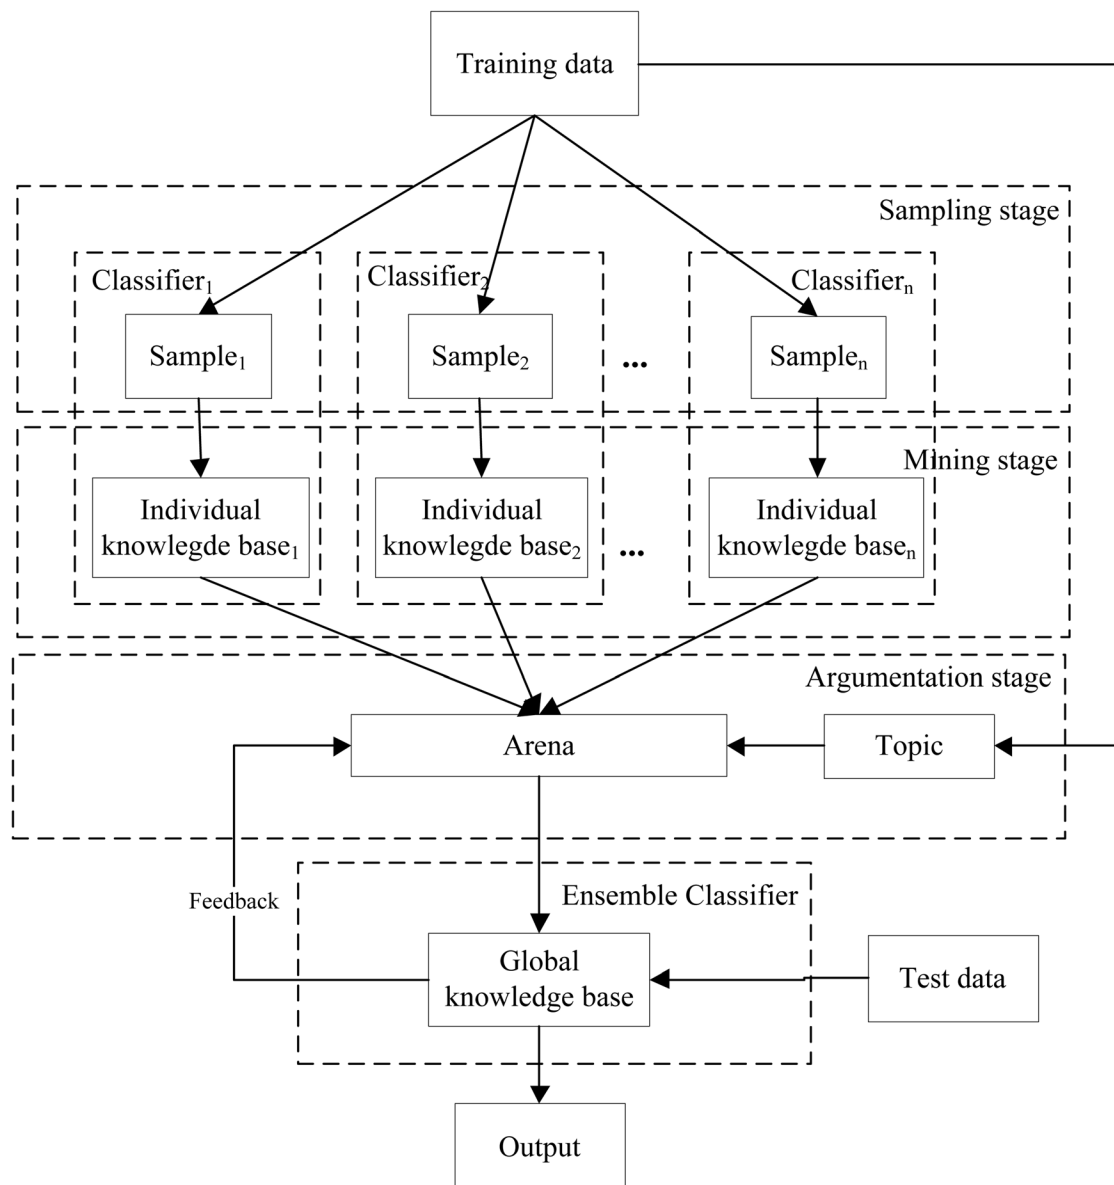 Training data
Sampling stage
Classifier₁
Classifier₂
Classifierₙ
Sample₁
Sample₂
...
Sampleₙ
Mining stage
Individual
knowlegde base₁
Individual
knowlegde base₂
...
Individual
knowlegde baseₙ
Argumentation stage
Arena
Topic
Feedback
Ensemble Classifier
Global
knowledge base
Test data
Output